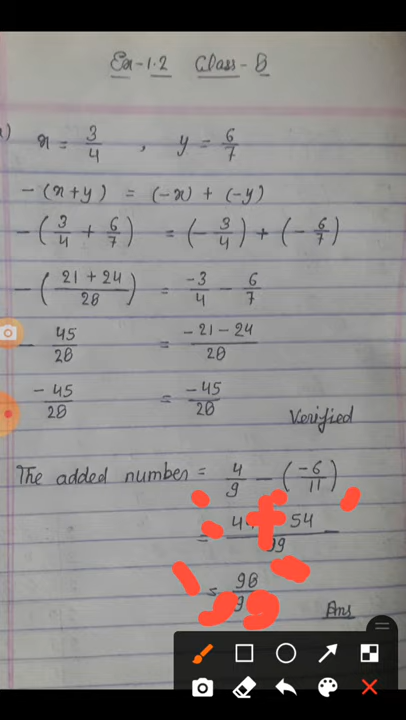 Ex-1.2 Class-8
x = 3/4 , y = 6/7
-(x+y) = (-x) + (-y)
-(3/4 + 6/7) = (-3/4) + (-6/7)
-(21+24/28) = -3/4 - 6/7
- 45/28 = -21-24/28
-45/28 = -45/28
Verified
The added number = 4/9 - (-6/11)
= 54
= 98
Ans